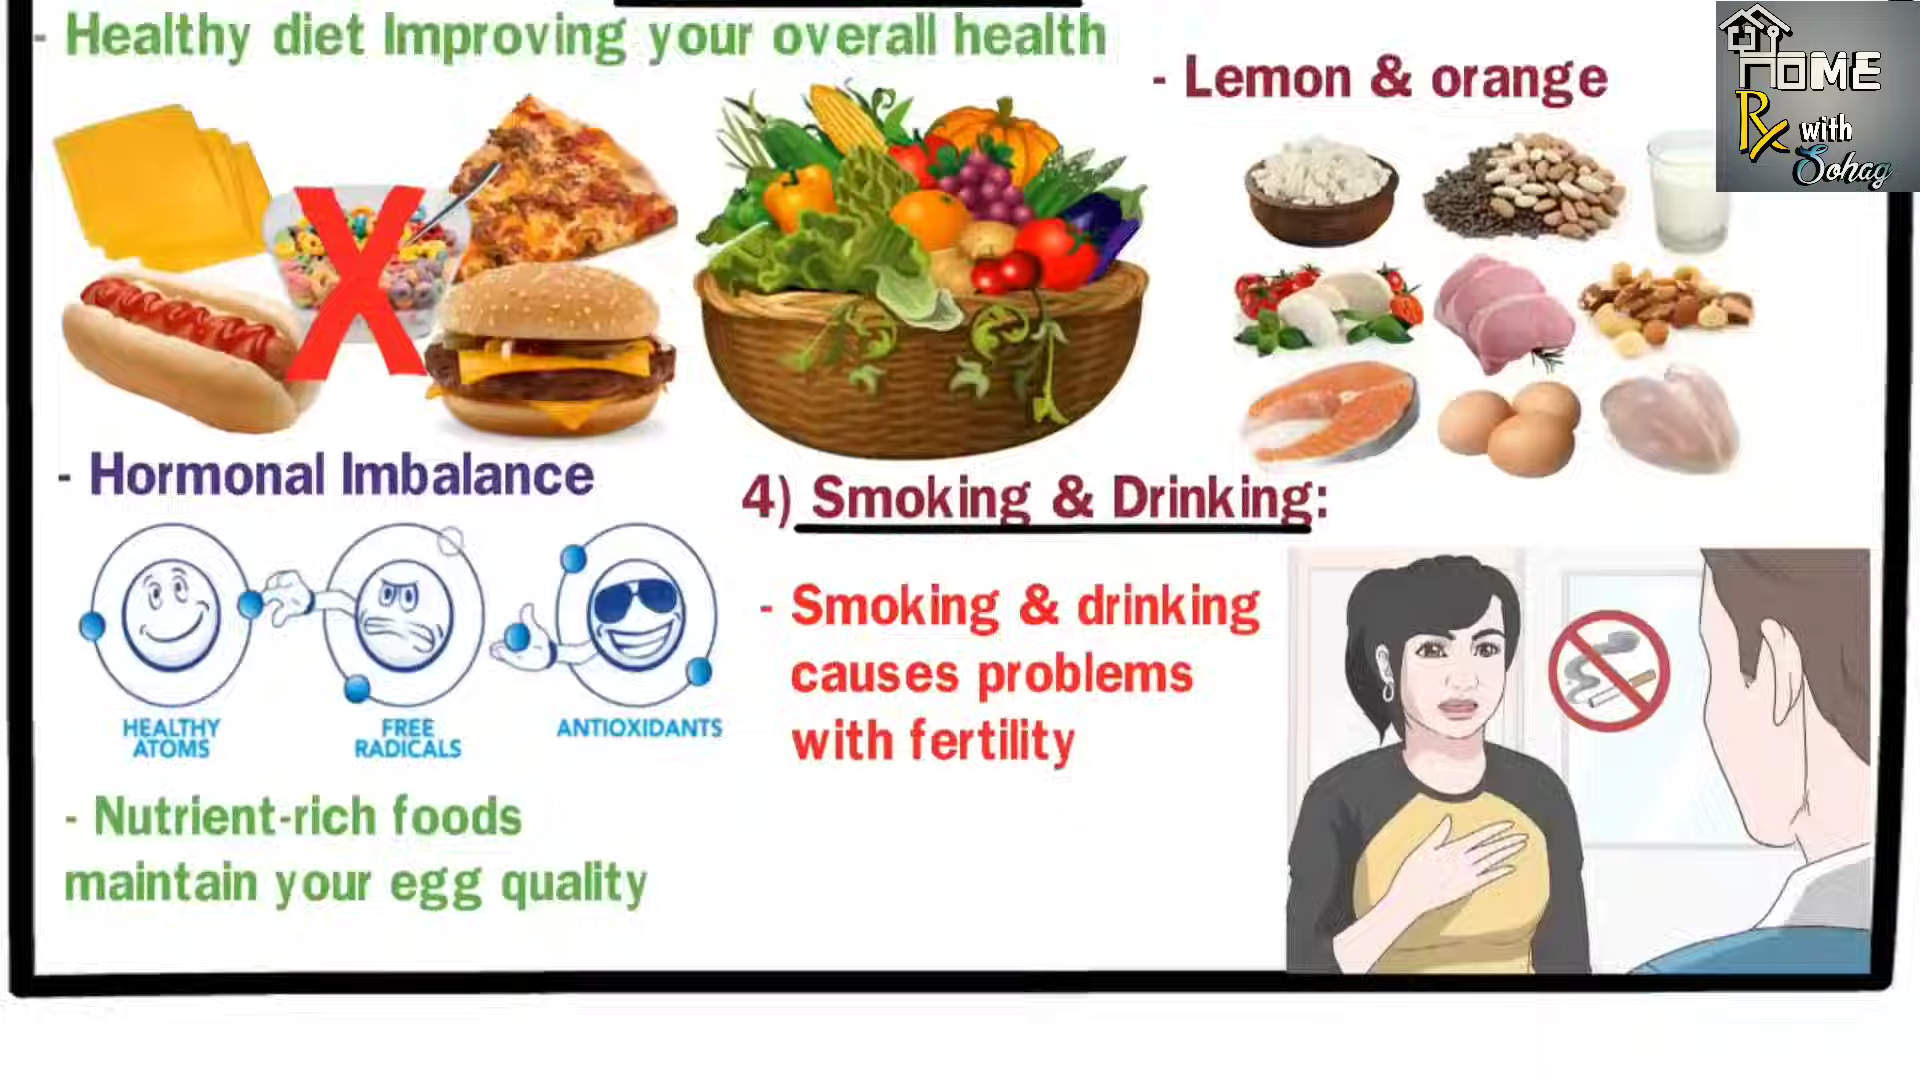 - Healthy diet Improving your overall health
- Lemon & orange
HOME
Rx with
Sohag
- Hormonal Imbalance
HEALTHY
ATOMS
FREE
RADICALS
ANTIOXIDANTS
- Nutrient-rich foods
maintain your egg quality
4) Smoking & Drinking:
- Smoking & drinking
causes problems
with fertility